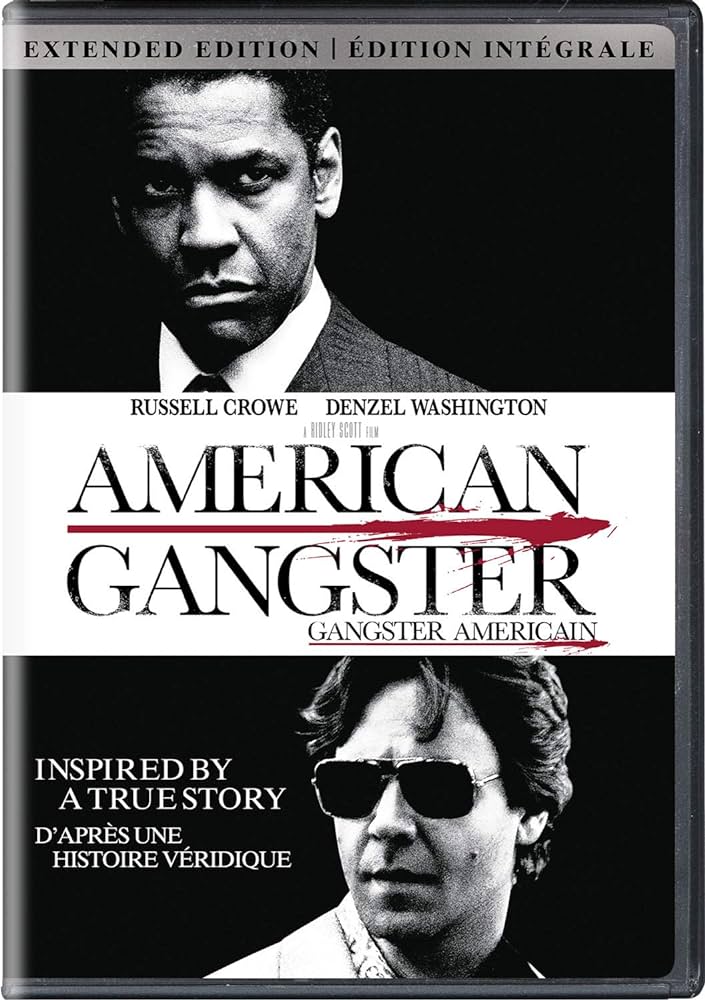 EXTENDED EDITION | ÉDITION INTÉGRALE
RUSSELL CROWE DENZEL WASHINGTON
A RIDLEY SCOTT FILM
AMERICAN
GANGSTER
GANGSTER AMERICAIN
INSPIRED BY
A TRUE STORY
D'APRÈS UNE
HISTOIRE VÉRIDIQUE